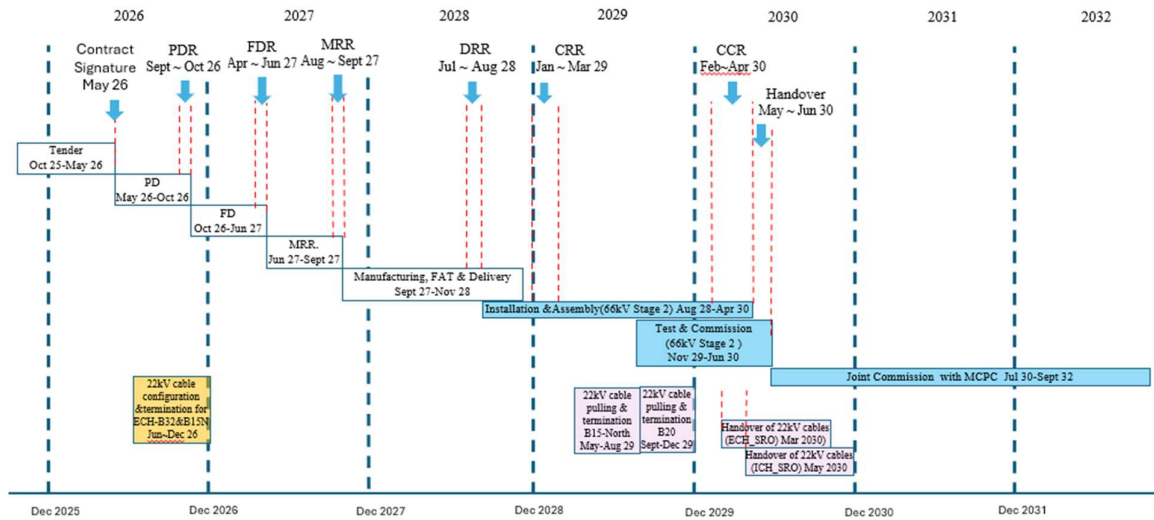 2026
2027
2028
2029
2030
2031
2032
Contract
Signature
May 26
PDR
Sept ~ Oct 26
FDR
Apr ~ Jun 27
MRR
Aug ~ Sept 27
DRR
Jul ~ Aug 28
CRR
Jan ~ Mar 29
CCR
Feb~Apr 30
Handover
May ~ Jun 30
Tender
Oct 25-May 26
PD
May 26-Oct 26
FD
Oct 26-Jun 27
MRR.
Jun 27-Sept 27
Manufacturing, FAT & Delivery
Sept 27-Nov 28
Installation &Assembly(66kV Stage 2) Aug 28-Apr 30
Test & Commission
(66kV Stage 2 )
Nov 29-Jun 30
Joint Commission with MCPC Jul 30-Sept 32
22kV cable
configuration
&termination for
ECH-B32&B15N
Jun~Dec 26
22kV cable
pulling &
termination
B15-North
May-Aug 29
22kV cable
pulling &
termination
B20
Sept-Dec 29
Handover of 22kV cables
(ECH_SRO) Mar 2030)
Handover of 22kV cables
(ICH_SRO) May 2030
Dec 2025
Dec 2026
Dec 2027
Dec 2028
Dec 2029
Dec 2030
Dec 2031